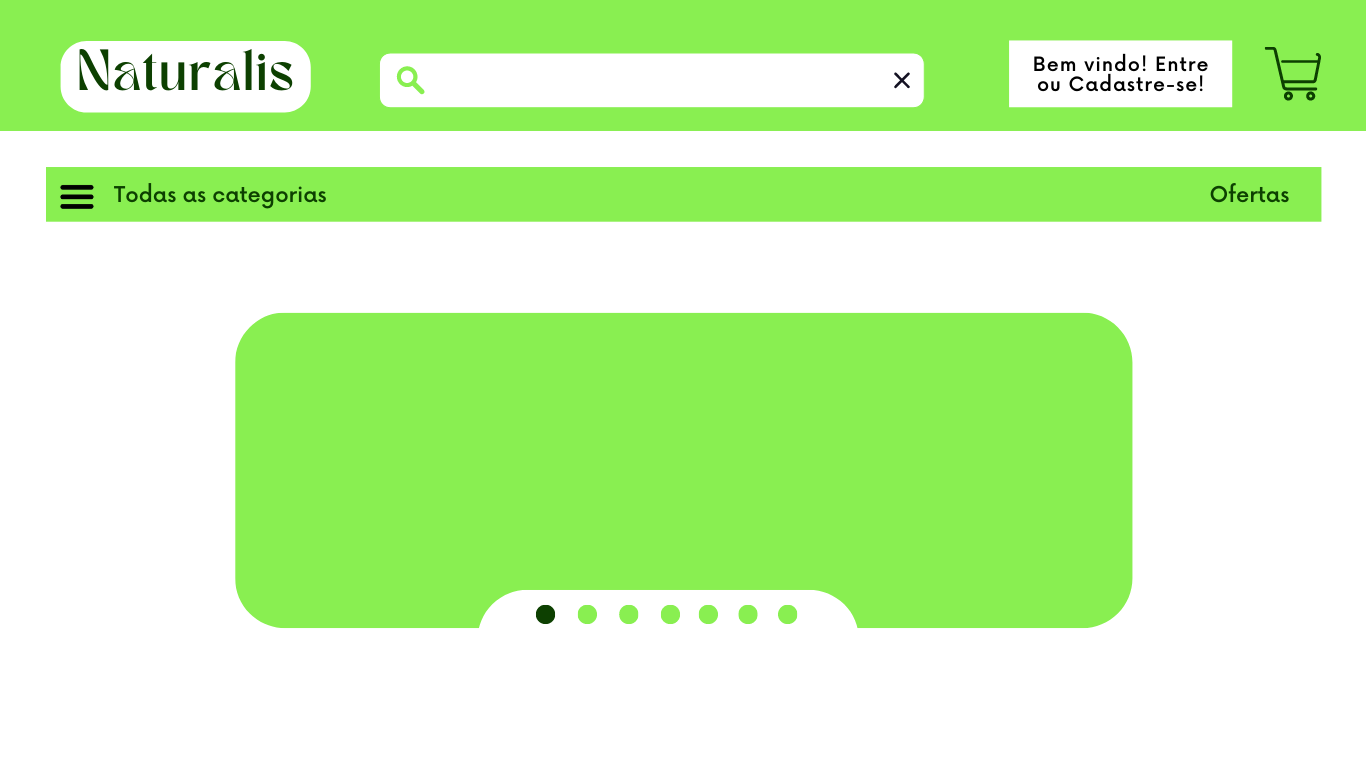 Naturalis
Bem vindo! Entre
ou Cadastre-se!
Todas as categorias
Ofertas